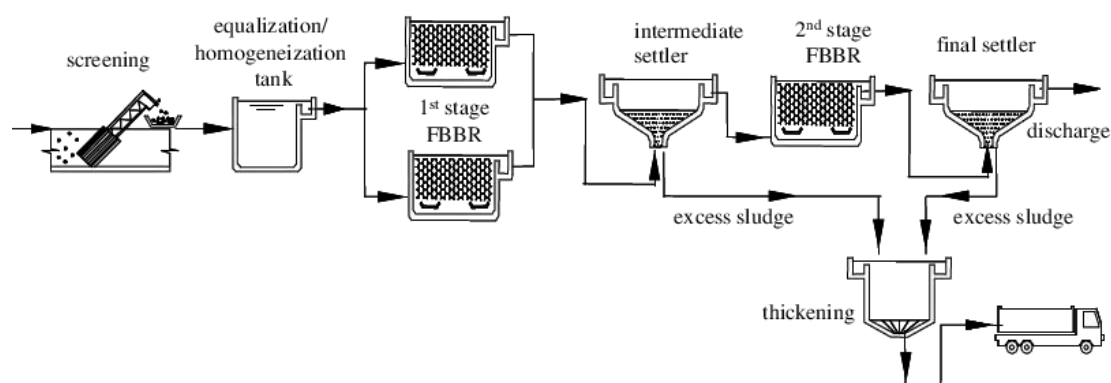 screening
equalization/
homogeneization
tank
1st stage
FBBR
intermediate
settler
2nd stage
FBBR
final settler
discharge
excess sludge
excess sludge
thickening